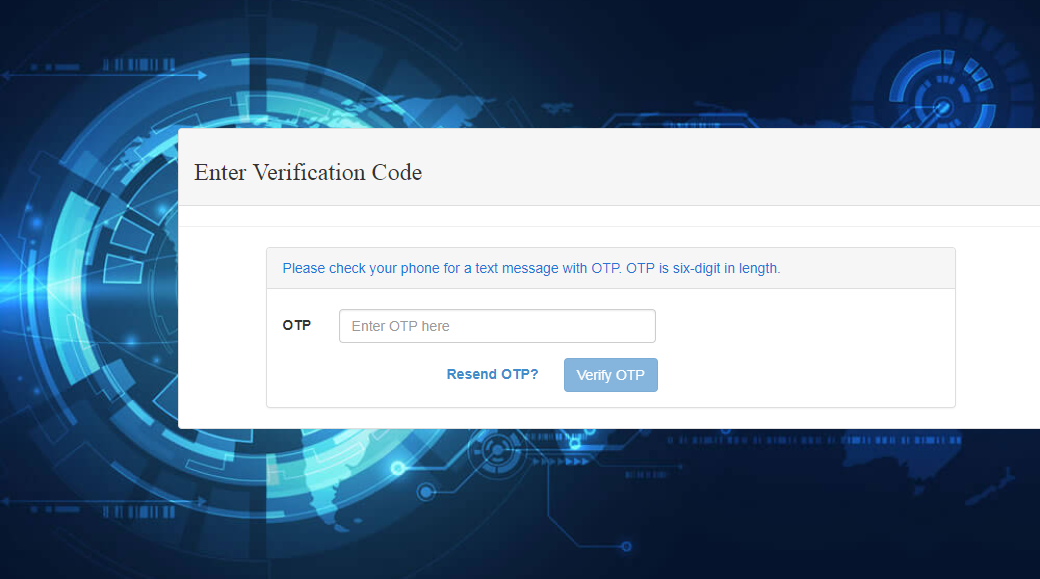 Enter Verification Code
Please check your phone for a text message with OTP. OTP is six-digit in length.
OTP
Enter OTP here
Resend OTP?
Verify OTP